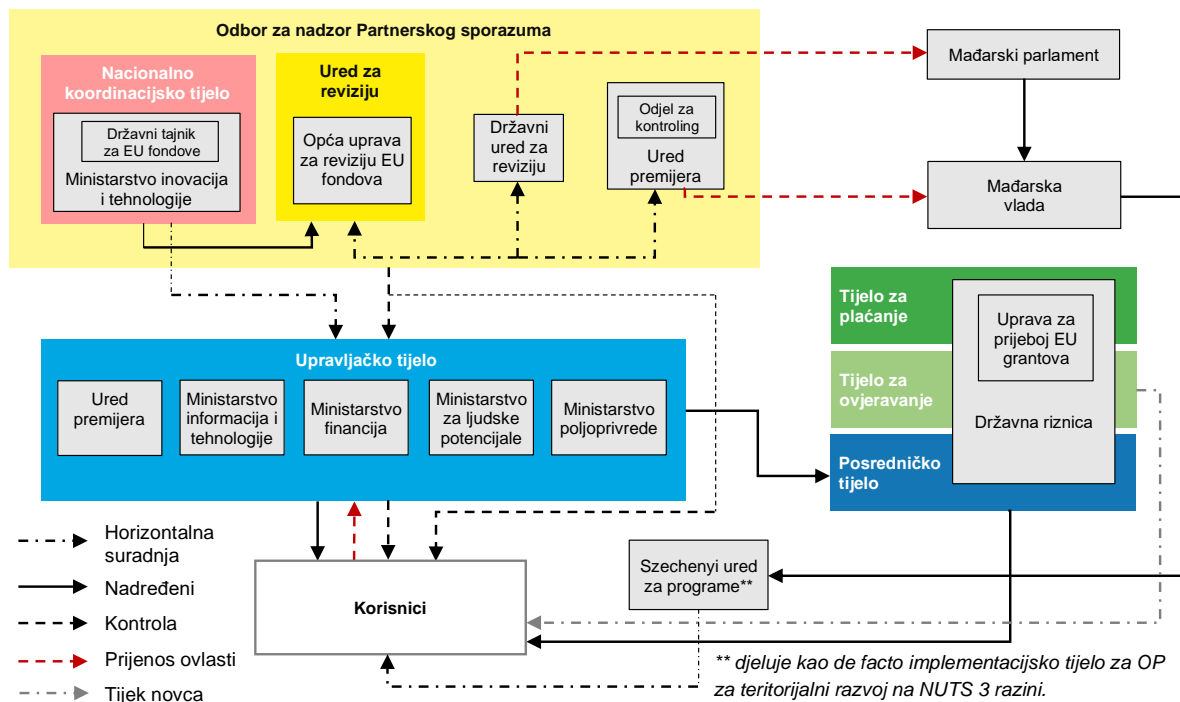 Odbor za nadzor Partnerskog sporazuma
Nacionalno
koordinacijsko tijelo
Državni tajnik
za EU fondove
Ministarstvo inovacija
i tehnologije
Ured za
reviziju
Opća uprava
za reviziju EU
fondova
Državni
ured za
reviziju
Odjel za
kontroling
Ured
premijera
Mađarski parlament
Mađarska
vlada
Tijelo za
plaćanje
Tijelo za
ovjeravanje
Posredničko
tijelo
Uprava za
prijeboj EU
grantova
Državna riznica
Upravljačko tijelo
Ured
premijera
Ministarstvo
informacija i
tehnologije
Ministarstvo
financija
Ministarstvo
za ljudske
potencijale
Ministarstvo
poljoprivrede
Horizontalna
suradnja
Nadređeni
Kontrola
Prijenos ovlasti
Tijek novca
Korisnici
Szechenyi ured
za programe**
** djeluje kao de facto implementacijsko tijelo za OP
za teritorijalni razvoj na NUTS 3 razini.